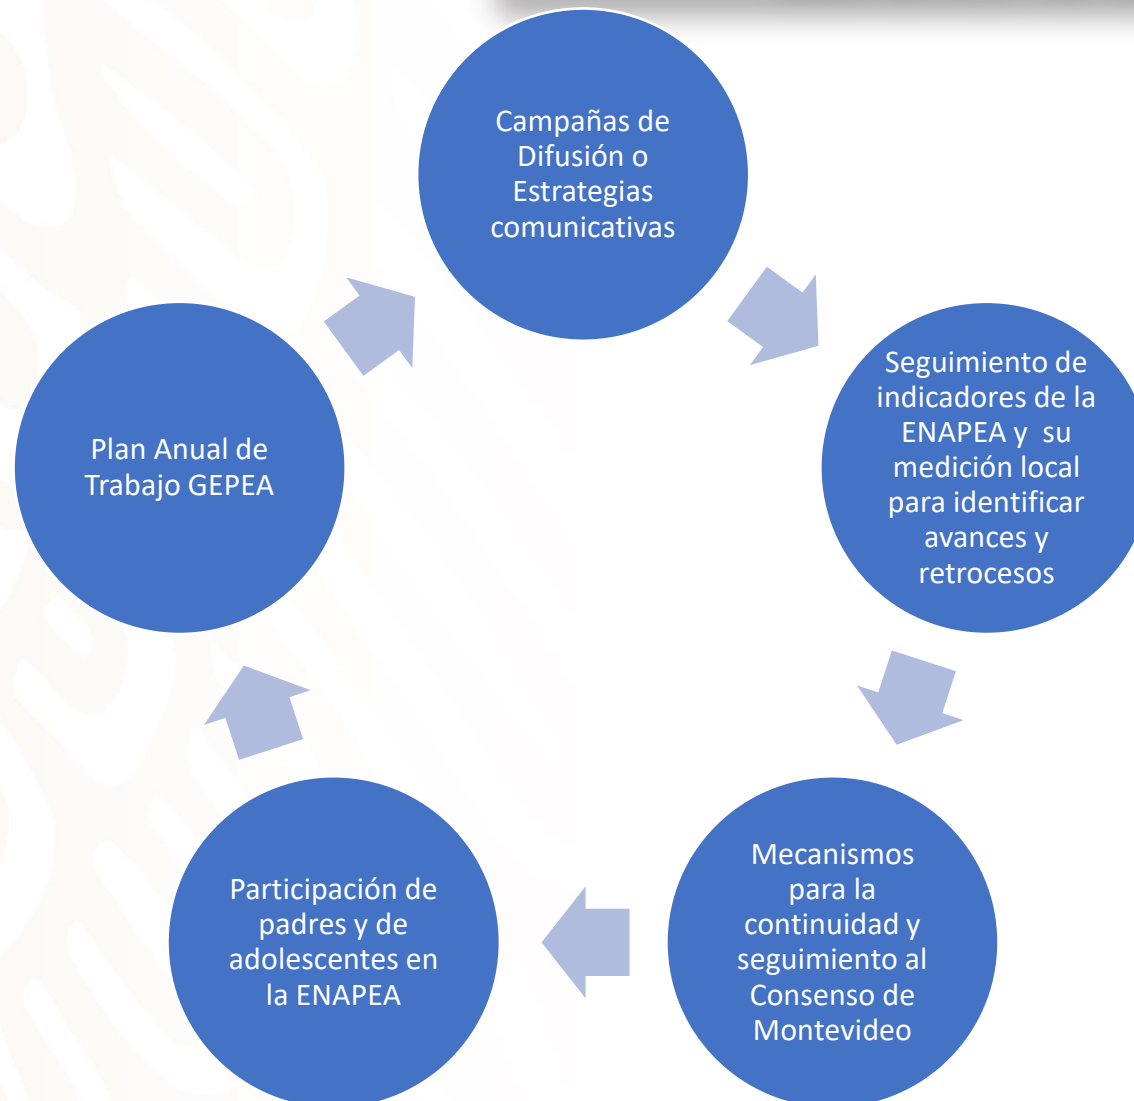 Campañas de
Difusión o
Estrategias
comunicativas
Seguimiento de
indicadores de la
ENAPEA y  su
medición local
para identificar
avances y
retrocesos
Mecanismos
para la
continuidad y
seguimiento al
Consenso de
Montevideo
Participación de
padres y de
adolescentes en
la ENAPEA
Plan Anual de
Trabajo GEPEA